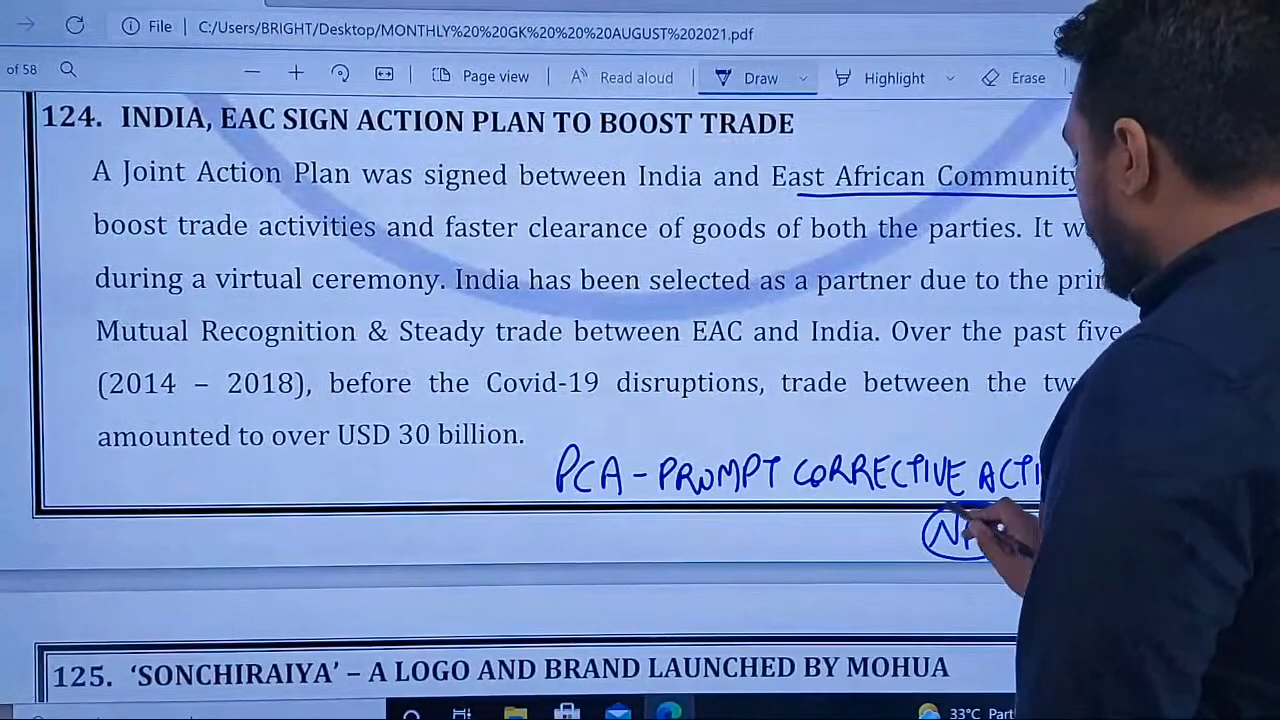 File | C:/Users/BRIGHT/Desktop/MONTHLY%20%20GK%20%20%20AUGUST%202021.pdf
of 58 Page view Read aloud Draw Highlight Erase
124. INDIA, EAC SIGN ACTION PLAN TO BOOST TRADE
A Joint Action Plan was signed between India and East African Community
boost trade activities and faster clearance of goods of both the parties. It
during a virtual ceremony. India has been selected as a partner due to the
Mutual Recognition & Steady trade between EAC and India. Over the past five
(2014 – 2018), before the Covid-19 disruptions, trade between the
amounted to over USD 30 billion.
PCA - PROMPT CORRECTIVE
125. ‘SONCHIRAIYA’ – A LOGO AND BRAND LAUNCHED BY MOHUA
33°C